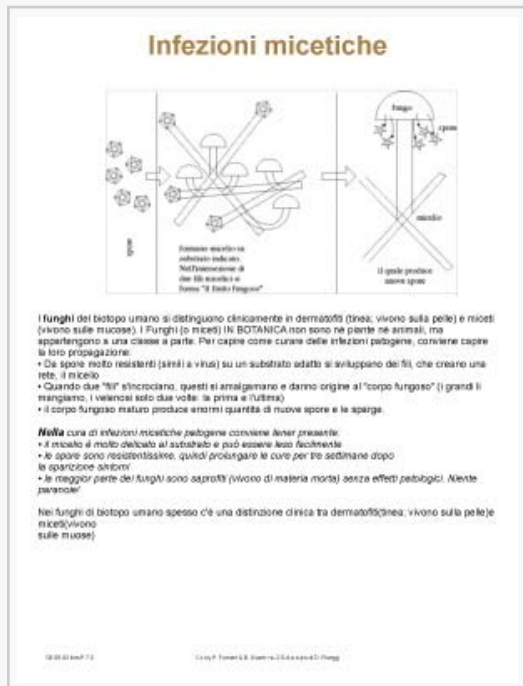 Infezioni micetiche
fungo
spore
micelio
spore
formano micelio su
substrato indicato.
Nell'intersezione di
due fili micelici si
forma "il frutto fungoso"
il quale produce
nuove spore
I funghi del biotopo umano si distinguono clinicamente in dermatofiti (tinea; vivono sulla pelle) e miceti
(vivono sulle mucose). I Funghi (o miceti) IN BOTANICA non sono né piante né animali, ma
appartengono a una classe a parte. Per capire come curare delle infezioni patogene, conviene capire
la loro propagazione:
• Da spore molto resistenti (simili a virus) su un substrato adatto si sviluppano dei fili, che creano una
rete, il micelio
• Quando due "fili" s'incrociano, questi si amalgamano e danno origine al "corpo fungoso" (i grandi li
mangiamo, i velenosi solo due volte: la prima e l'ultima)
• il corpo fungoso maturo produce enormi quantità di nuove spore e le sparge.
Nella cura di infezioni micetiche patogene conviene tener presente:
• il micelio è molto delicato al substrato e può essere leso facilmente
• le spore sono resistentissime, quindi prolungare le cure per tre settimane dopo
la sparizione sintomi
• la maggior parte dei funghi sono saprofiti (vivono di materia morta) senza effetti patologici. Niente
paranoie!
Nei funghi di biotopo umano spesso c'è una distinzione clinica tra dermatofiti(tinea; vivono sulla pelle)e
miceti(vivono
sulle muose)